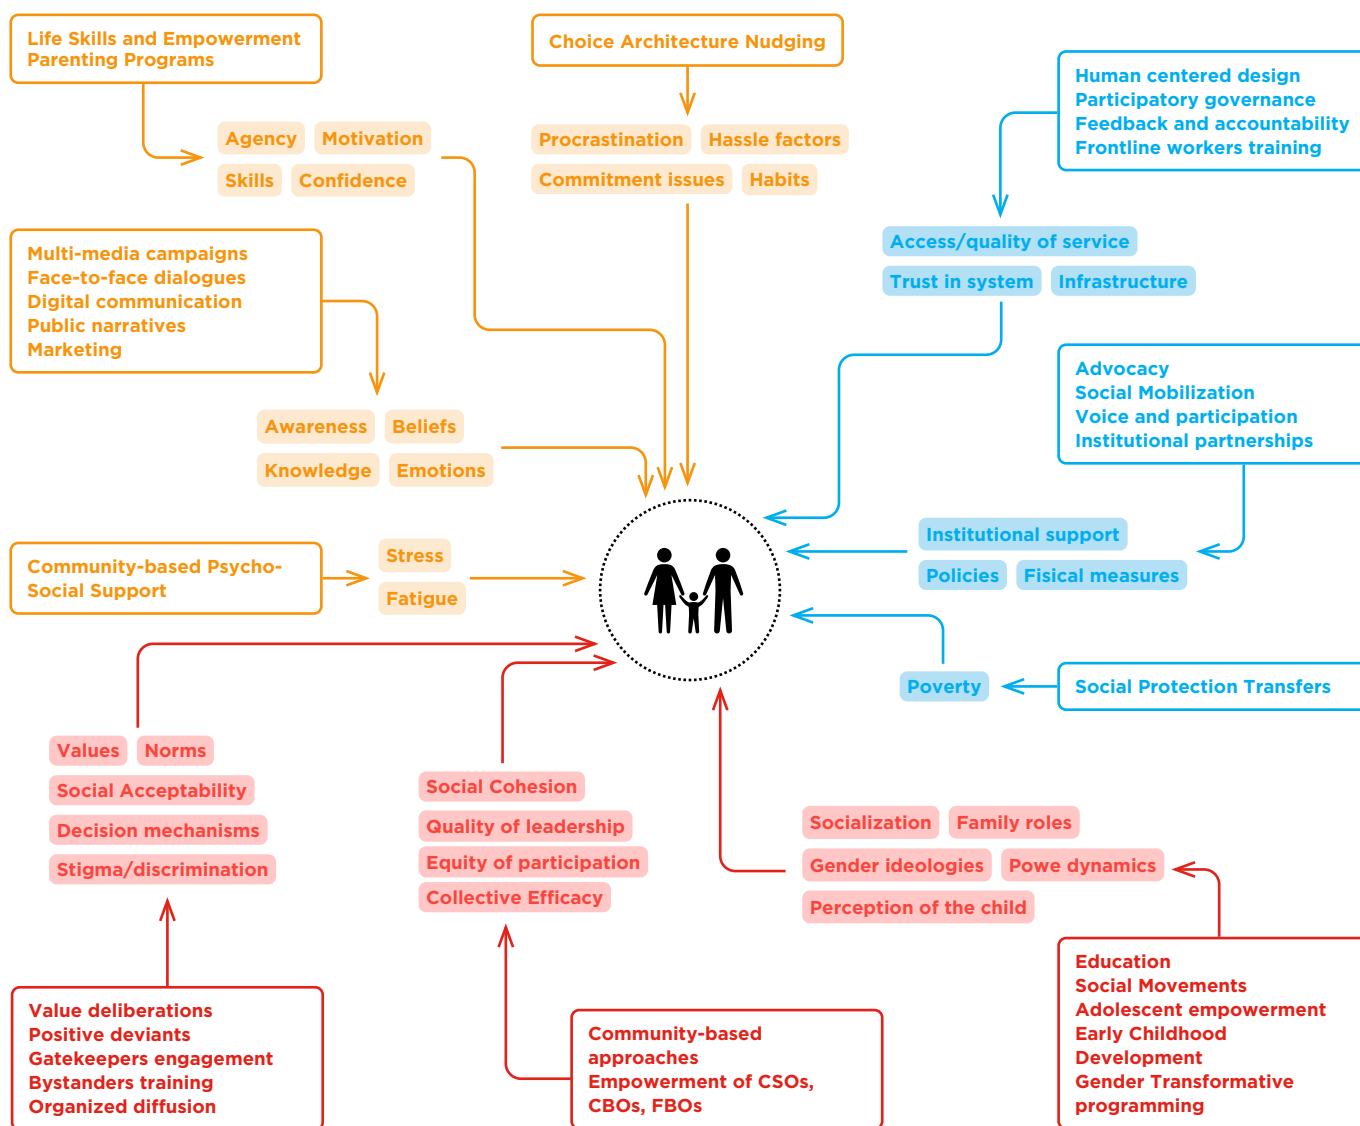 Life Skills and Empowerment
Parenting Programs
Agency
Motivation
Skills
Confidence
Choice Architecture Nudging
Procrastination
Hassle factors
Commitment issues
Habits
Human centered design
Participatory governance
Feedback and accountability
Frontline workers training
Access/quality of service
Trust in system
Infrastructure
Multi-media campaigns
Face-to-face dialogues
Digital communication
Public narratives
Marketing
Awareness
Beliefs
Knowledge
Emotions
Advocacy
Social Mobilization
Voice and participation
Institutional partnerships
Institutional support
Policies
Fisical measures
Community-based Psycho-
Social Support
Stress
Fatigue
Poverty
Social Protection Transfers
Values
Norms
Social Acceptability
Decision mechanisms
Stigma/discrimination
Social Cohesion
Quality of leadership
Equity of participation
Collective Efficacy
Socialization
Family roles
Gender ideologies
Powe dynamics
Perception of the child
Value deliberations
Positive deviants
Gatekeepers engagement
Bystanders training
Organized diffusion
Community-based
approaches
Empowerment of CSOs,
CBOs, FBOs
Education
Social Movements
Adolescent empowerment
Early Childhood
Development
Gender Transformative
programming